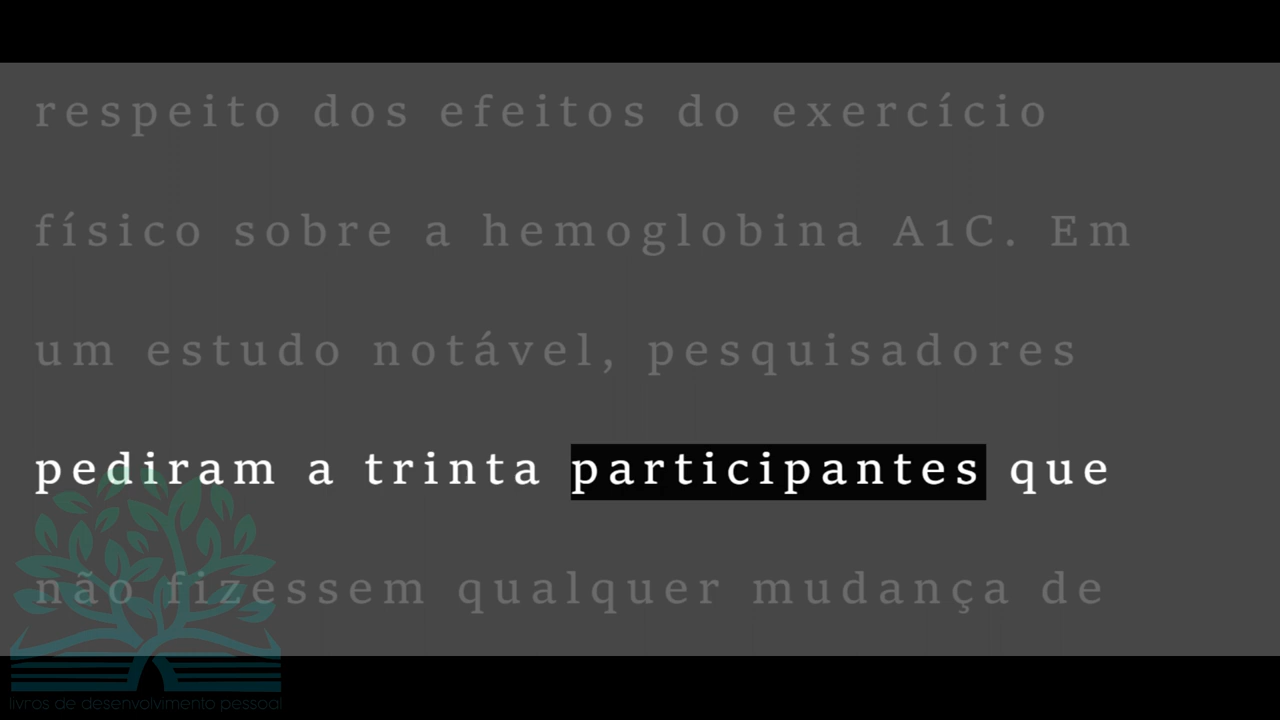 respeito dos efeitos do exercício
físico sobre a hemoglobina A1C. Em
um estudo notável, pesquisadores
pediram a trinta participantes que
não fizessem qualquer mudança de
livros de desenvolvimento pessoal